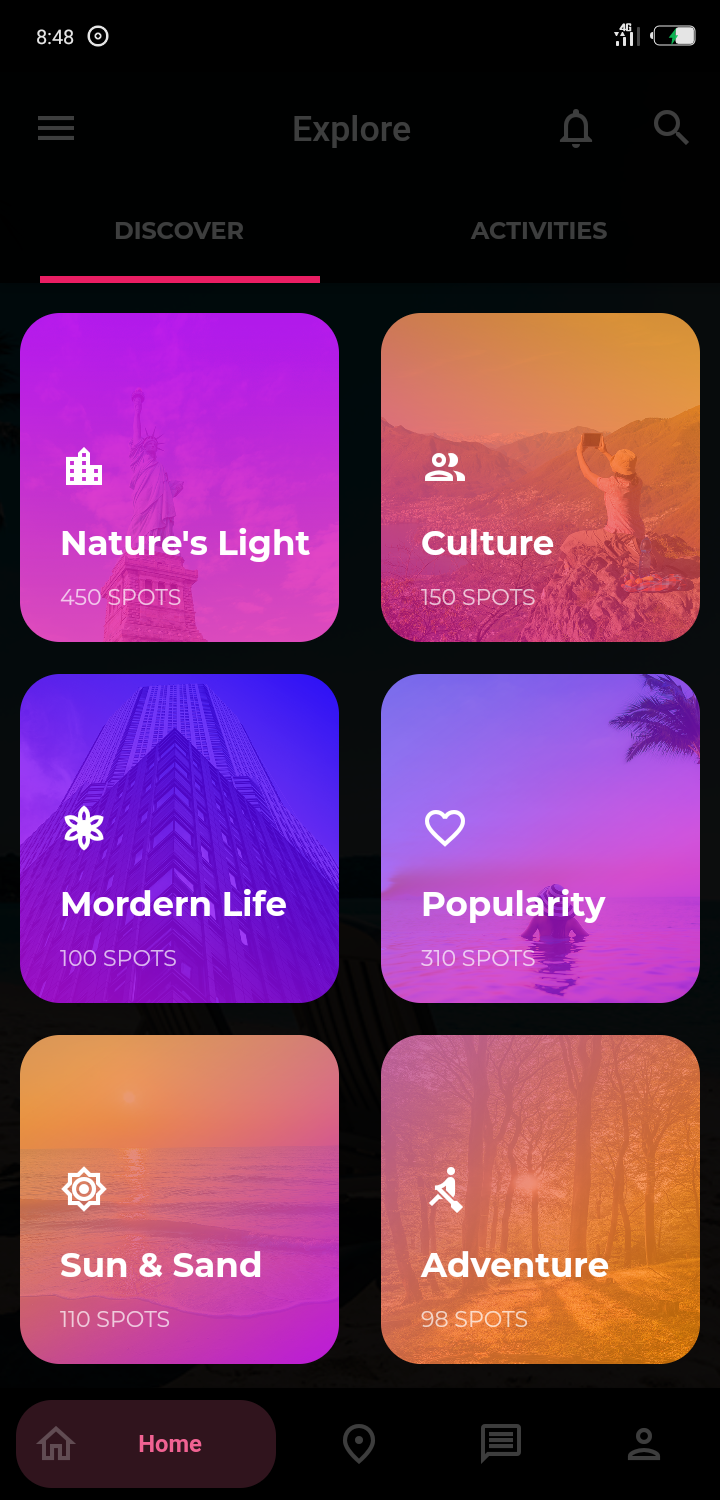 8:48
4G
Explore
DISCOVER ACTIVITIES
Nature's Light
450 SPOTS
Culture
150 SPOTS
Mordern Life
100 SPOTS
Popularity
310 SPOTS
Sun & Sand
110 SPOTS
Adventure
98 SPOTS
Home